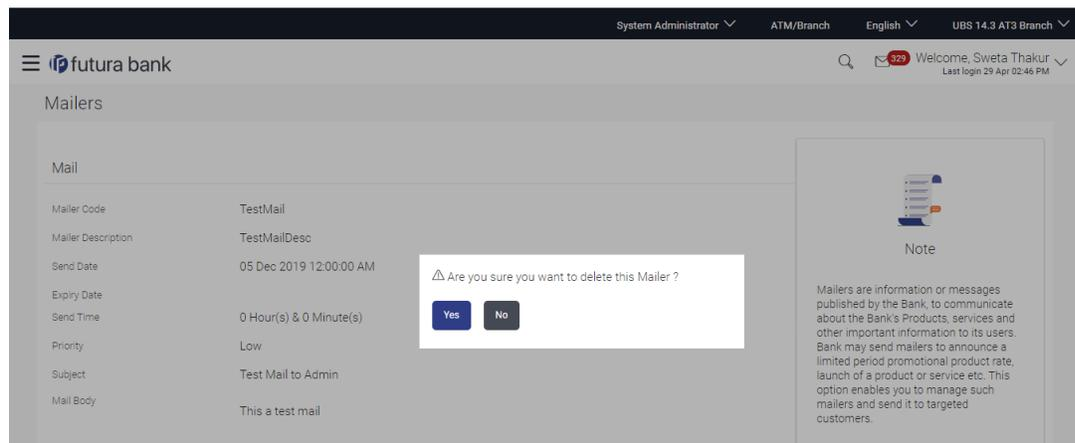 System Administrator ATM/Branch English UBS 14.3 AT3 Branch
futura bank
329 Welcome, Sweta Thakur
Last login 29 Apr 02:46 PM
Mailers
Mail
Mailer Code TestMail
Mailer Description TestMailDesc
Send Date 05 Dec 2019 12:00:00 AM
Expiry Date
Send Time 0 Hour(s) & 0 Minute(s)
Priority Low
Subject Test Mail to Admin
Mail Body This a test mail
Are you sure you want to delete this Mailer ?
Yes No
Note
Mailers are information or messages
published by the Bank, to communicate
about the Bank's Products, services and
other important information to its users.
Bank may send mailers to announce a
limited period promotional product rate,
launch of a product or service etc. This
option enables you to manage such
mailers and send it to targeted
customers.